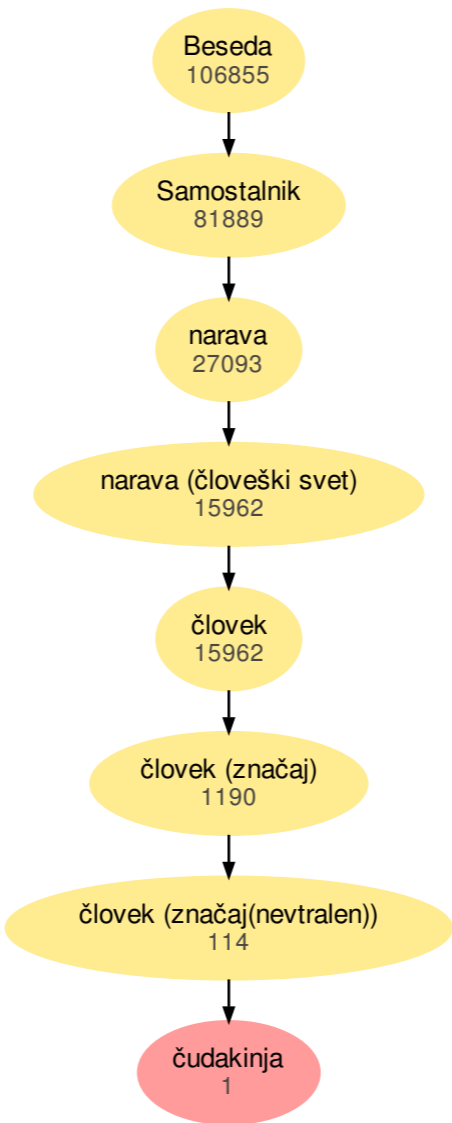 Beseda
106855
Samostalnik
81889
narava
27093
narava (človeški svet)
15962
človek
15962
človek (značaj)
1190
človek (značaj(nevtralen))
114
čudakinja
1